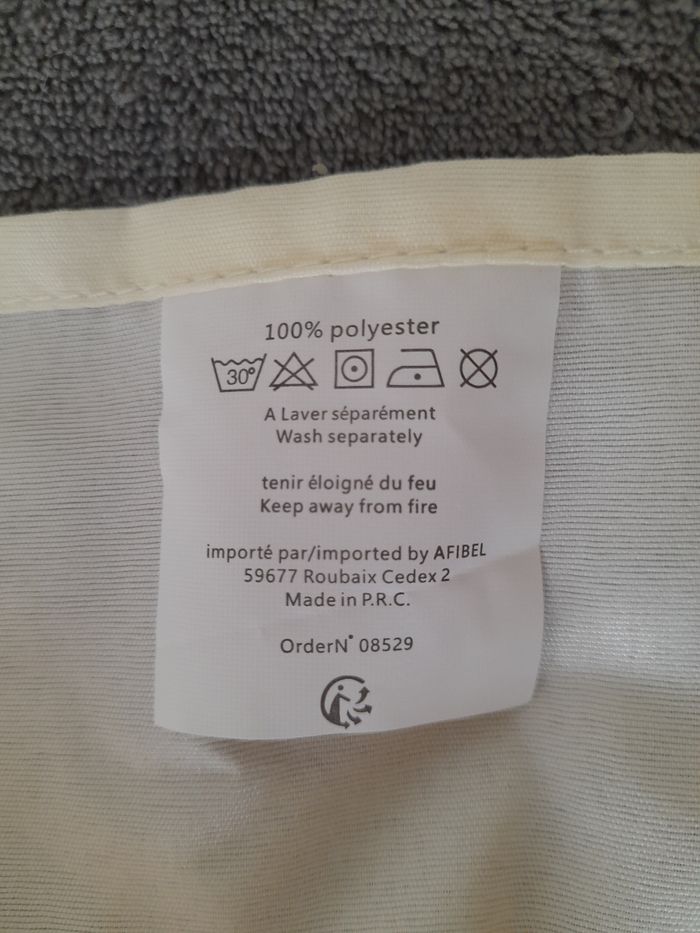 100% polyester
30°
A Laver séparément
Wash separately
tenir éloigné du feu
Keep away from fire
importé par/imported by AFIBEL
59677 Roubaix Cedex 2
Made in P.R.C.
OrderN° 08529